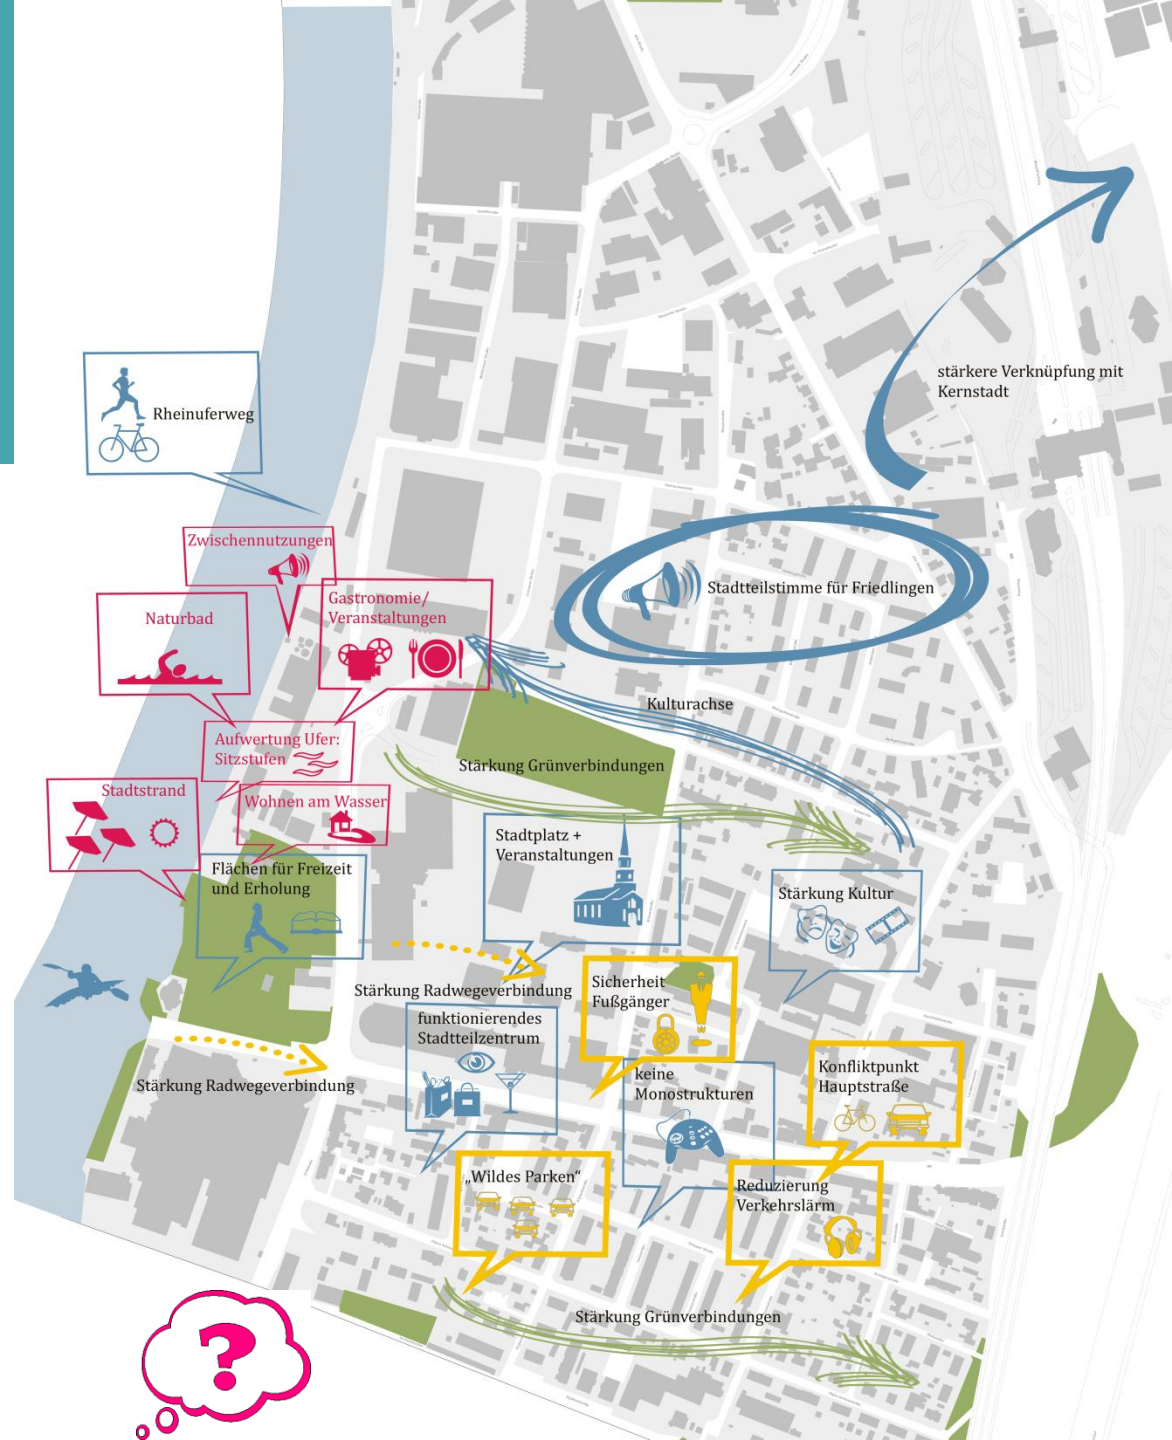 stärkere Verknüpfung mit
Kernstadt
Rheinuferweg
Zwischennutzungen
Stadtteilstimme für Friedlingen
Gastronomie/
Veranstaltungen
Naturbad
Kulturachse
Aufwertung Ufer:
Sitzstufen
Stärkung Grünverbindungen
Stadtstrand
Wohnen am Wasser
Stadtplatz +
Veranstaltungen
Flächen für Freizeit
und Erholung
Stärkung Kultur
Stärkung Radwegeverbindung
Sicherheit
Fußgänger
funktionierendes
Stadtteilzentrum
keine
Monostrukturen
Konfliktpunkt
Hauptstraße
Stärkung Radwegeverbindung
„Wildes Parken“
Reduzierung
Verkehrslärm
Stärkung Grünverbindungen
?